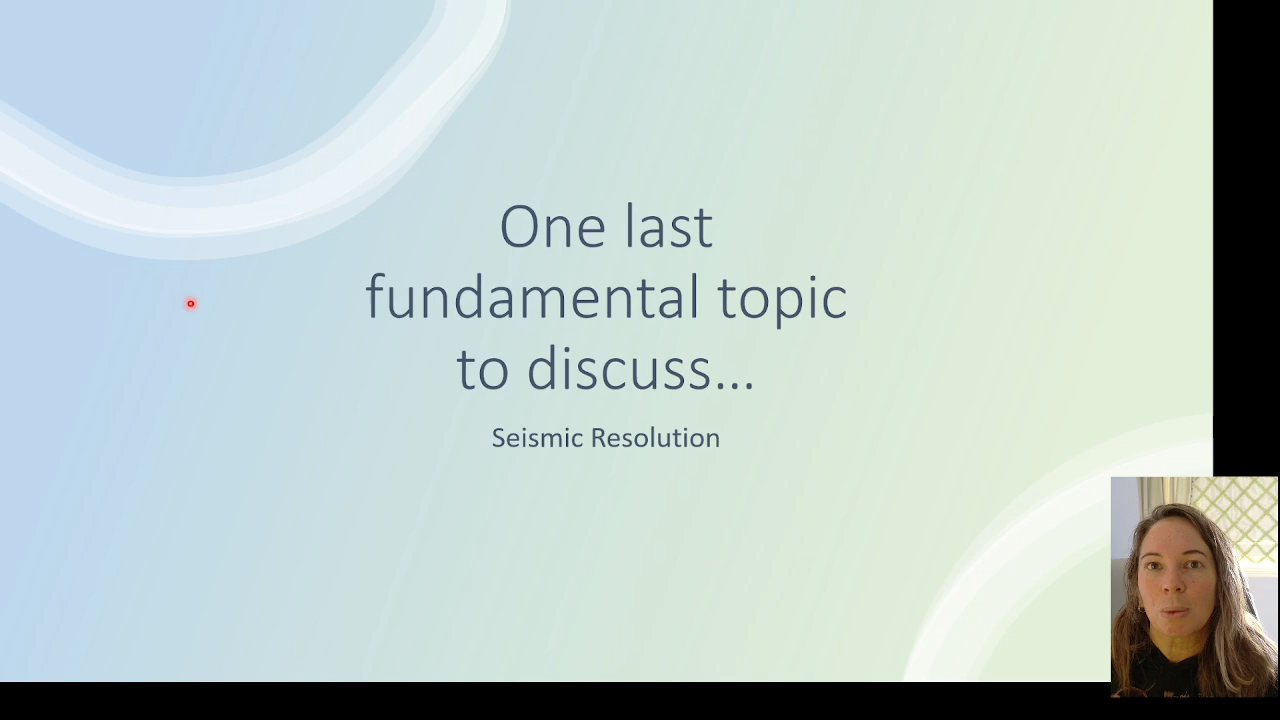 One last
fundamental topic
to discuss...
Seismic Resolution